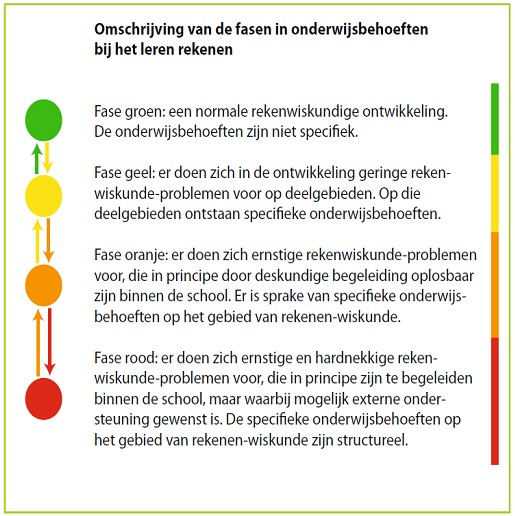 Omschrijving van de fasen in onderwijsbehoeften
bij het leren rekenen
Fase groen: een normale rekenwiskundige ontwikkeling.
De onderwijsbehoeften zijn niet specifiek.
Fase geel: er doen zich in de ontwikkeling geringe reken-
wiskunde-problemen voor op deelgebieden. Op die
deelgebieden ontstaan specifieke onderwijsbehoeften.
Fase oranje: er doen zich ernstige rekenwiskunde-problemen
voor, die in principe door deskundige begeleiding oplosbaar
zijn binnen de school. Er is sprake van specifieke onderwijs-
behoeften op het gebied van rekenen-wiskunde.
Fase rood: er doen zich ernstige en hardnekkige reken-
wiskunde-problemen voor, die in principe zijn te begeleiden
binnen de school, maar waarbij mogelijk externe onder-
steuning gewenst is. De specifieke onderwijsbehoeften op
het gebied van rekenen-wiskunde zijn structureel.